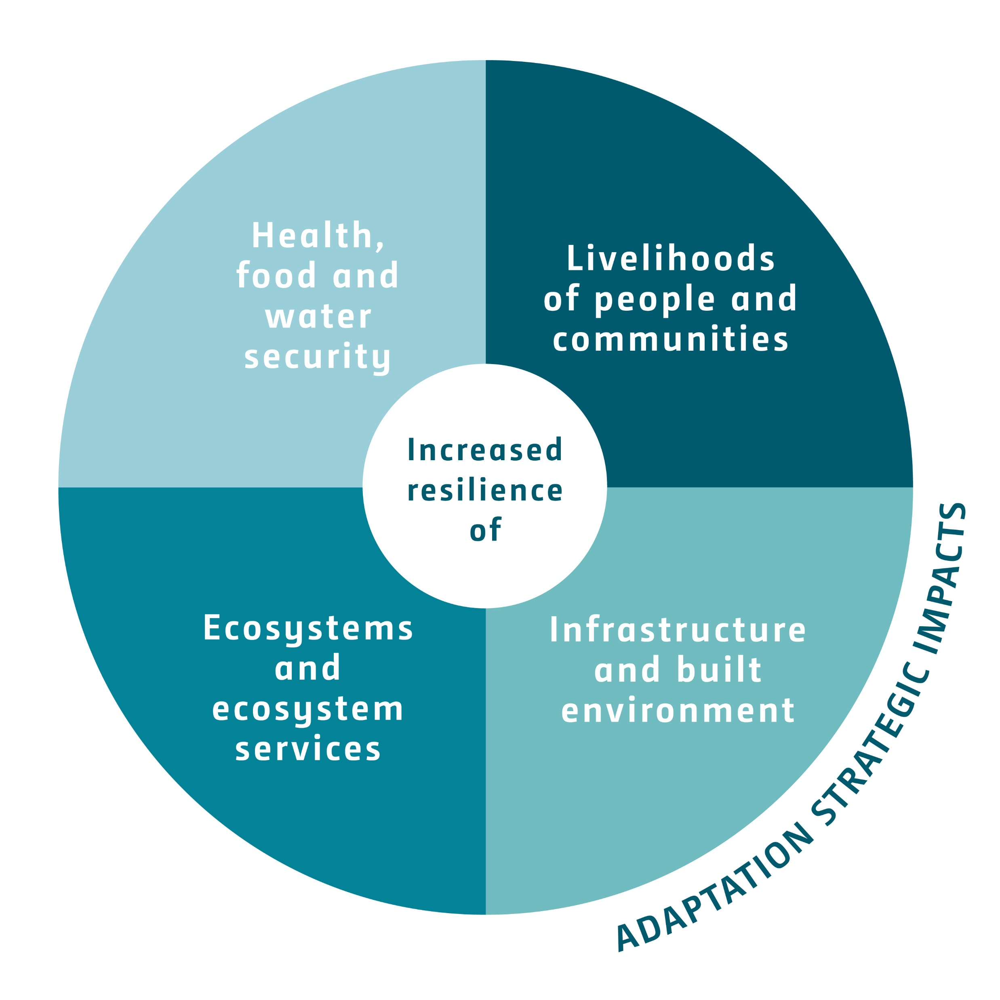 Health,
food and
water
security
Livelihoods
of people and
communities
Increased
resilience
of
Ecosystems
and
ecosystem
services
Infrastructure
and built
environment
ADAPTATION STRATEGIC IMPACTS